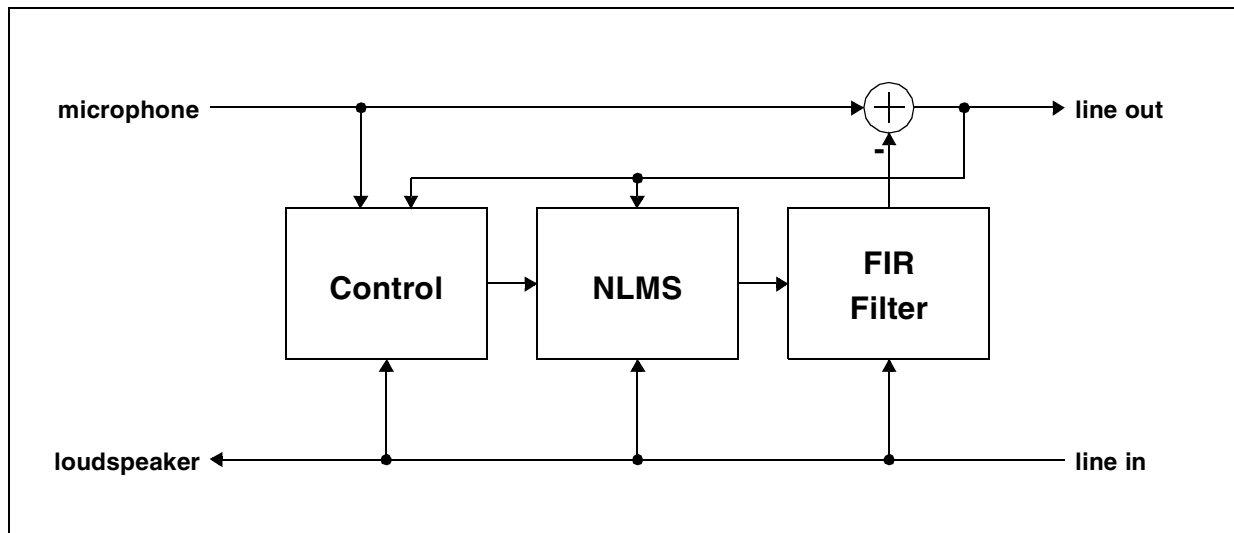 microphone
line out
-
Control
NLMS
FIR
Filter
loudspeaker
line in